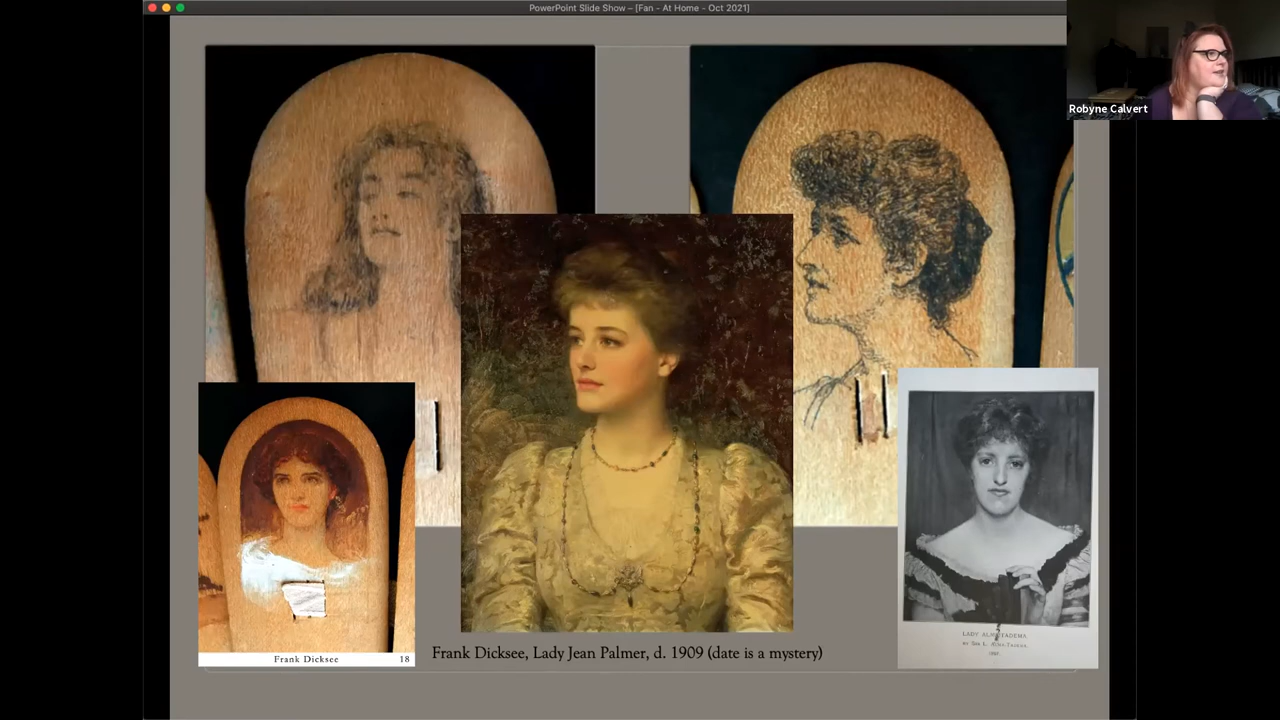 PowerPoint Slide Show – [Fan - At Home - Oct 2021]
Robyne Calvert
Frank Dicksee 18
Frank Dicksee, Lady Jean Palmer, d. 1909 (date is a mystery)
LADY ALMA TADEMA